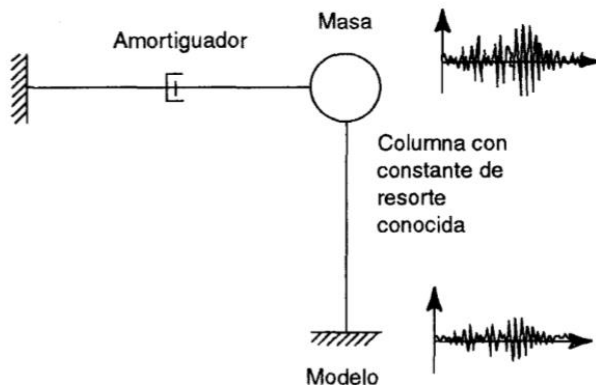 Masa
Amortiguador
Columna con
constante de
resorte
conocida
Modelo